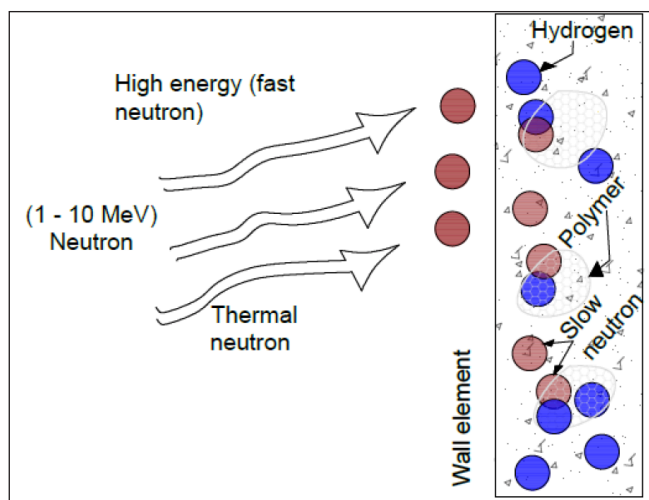 Hydrogen
High energy (fast
neutron)
(1 - 10 MeV)
Neutron
Thermal
neutron
Wall element
Polymer
Slow
neutron